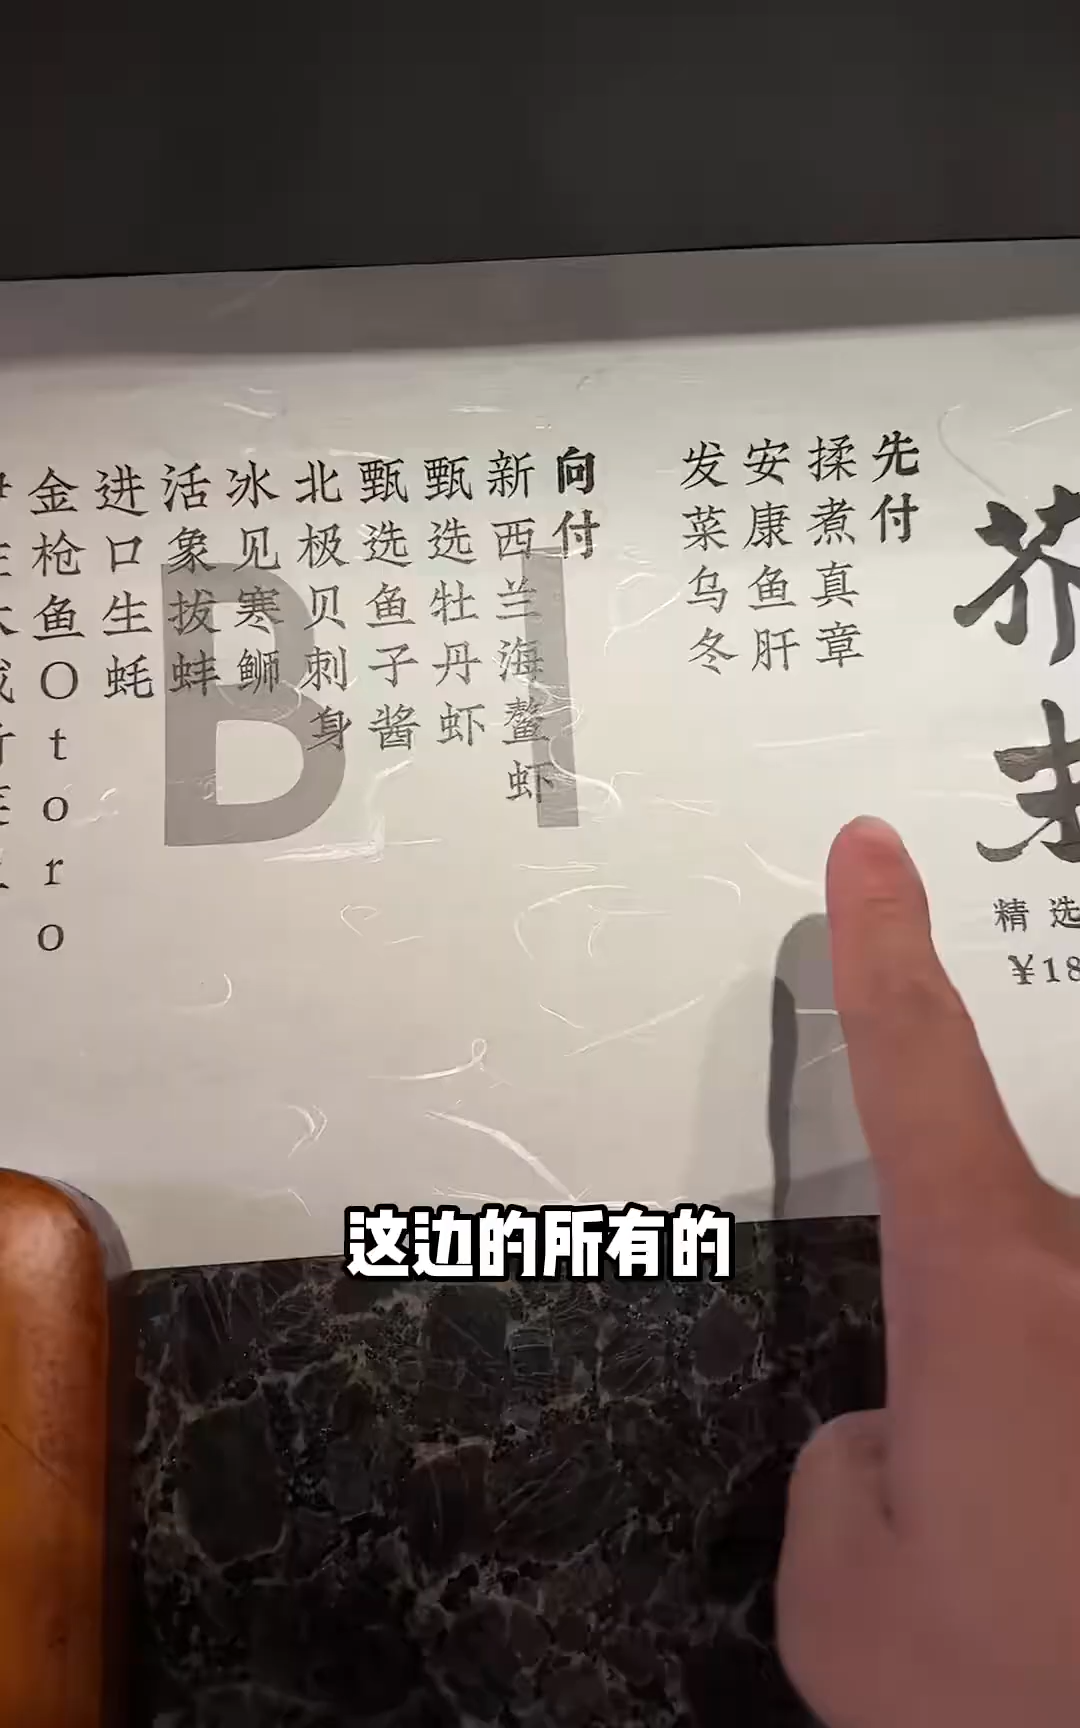 芥
精选
¥18
先付
揉煮真章
安康鱼肝
发菜乌冬
向付
新西兰海鳌虾
甄选牡丹虾
甄选鱼子酱
北极贝刺身
冰见寒鰤
活象拔蚌
进口生蚝
金枪鱼Otoro
BI
这边的所有的